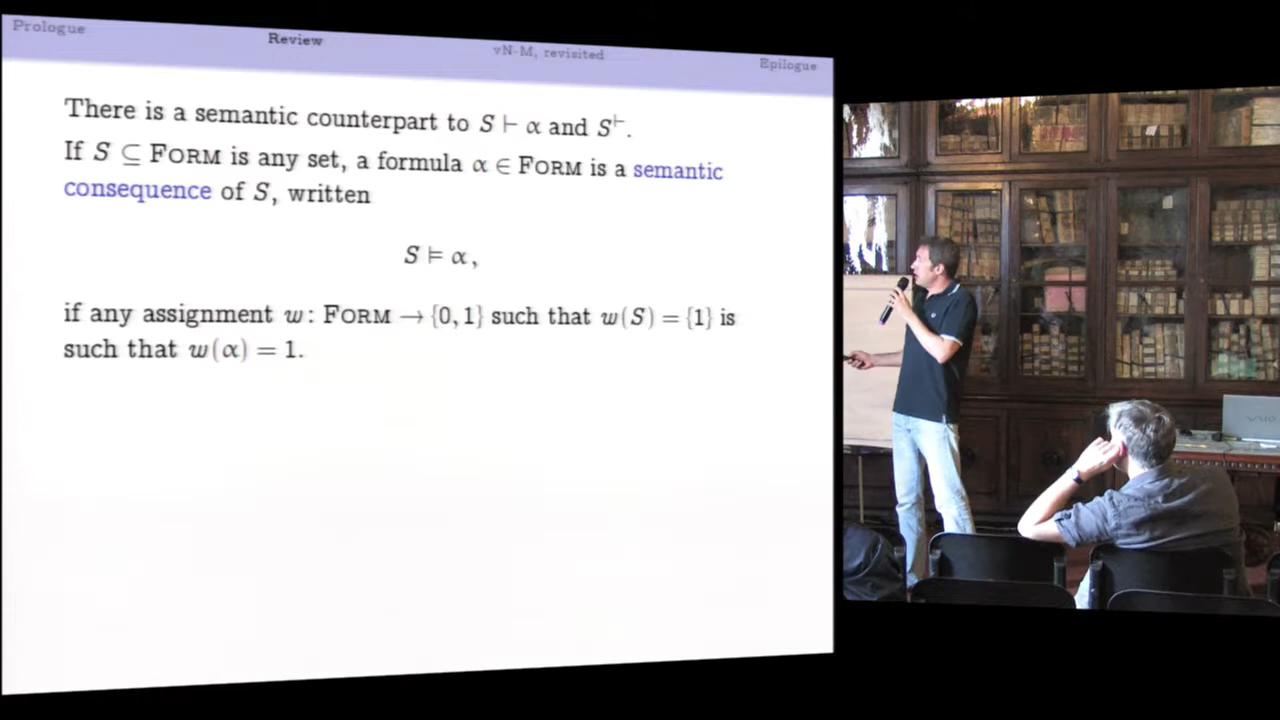 Prologue
Review
vN-M, revisited
Epilogue
There is a semantic counterpart to S ⊢ α and S⊢.
If S ⊆ FORM is any set, a formula α ∈ FORM is a semantic
consequence of S, written
S ⊨ α,
if any assignment w: FORM → {0, 1} such that w(S) = {1} is
such that w(α) = 1.
VAIO